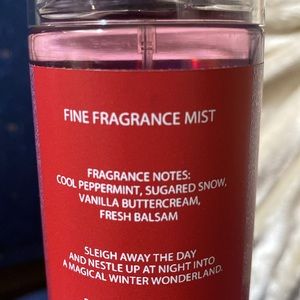 FINE FRAGRANCE MIST
FRAGRANCE NOTES:
COOL PEPPERMINT, SUGARED SNOW,
VANILLA BUTTERCREAM,
FRESH BALSAM
SLEIGH AWAY THE DAY
AND NESTLE UP AT NIGHT INTO
A MAGICAL WINTER WONDERLAND.